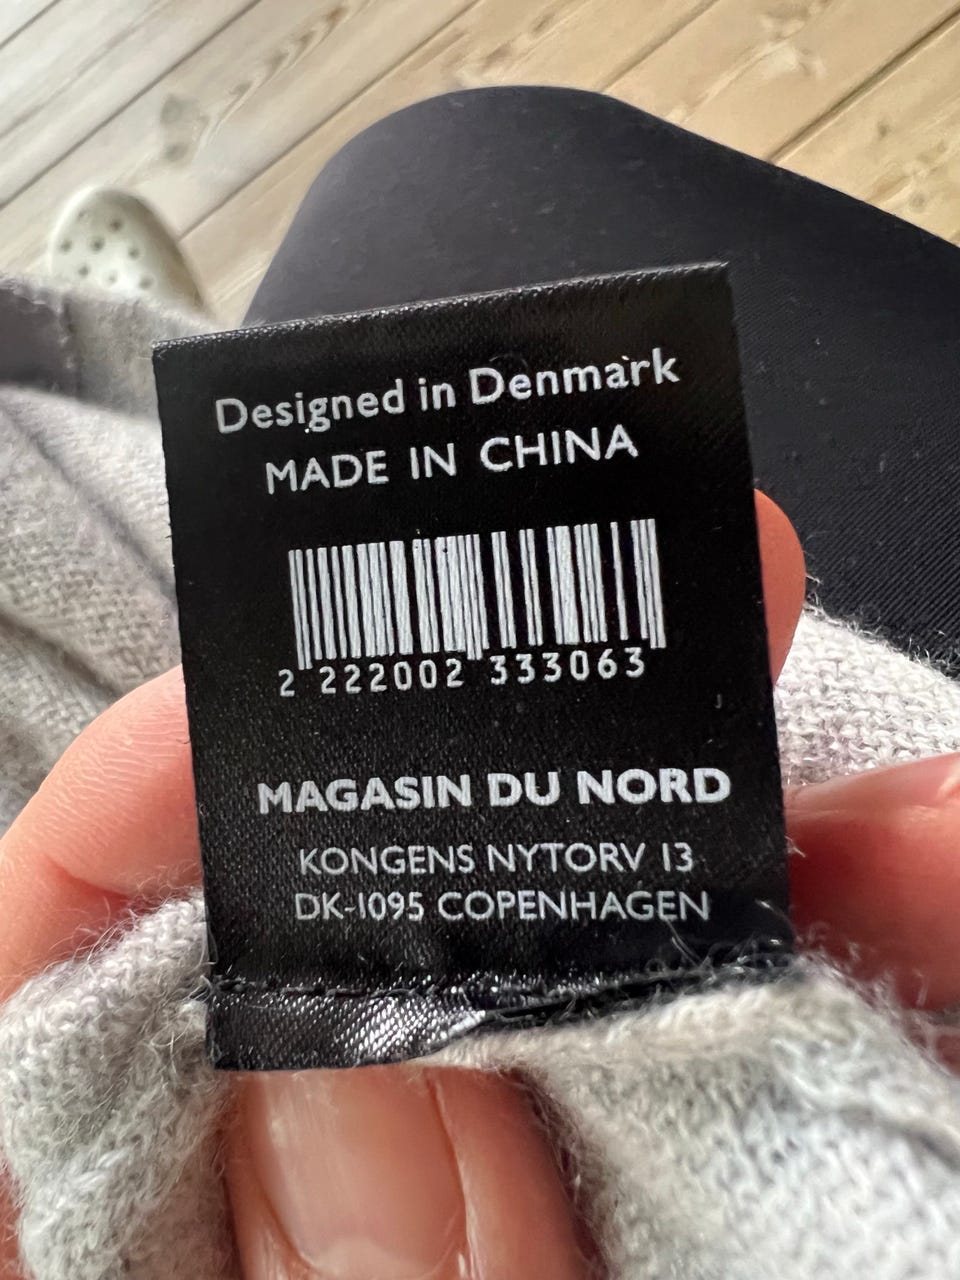 Designed in Denmark
MADE IN CHINA
2 222002 333063
MAGASIN DU NORD
KONGENS NYTORV 13
DK-1095 COPENHAGEN